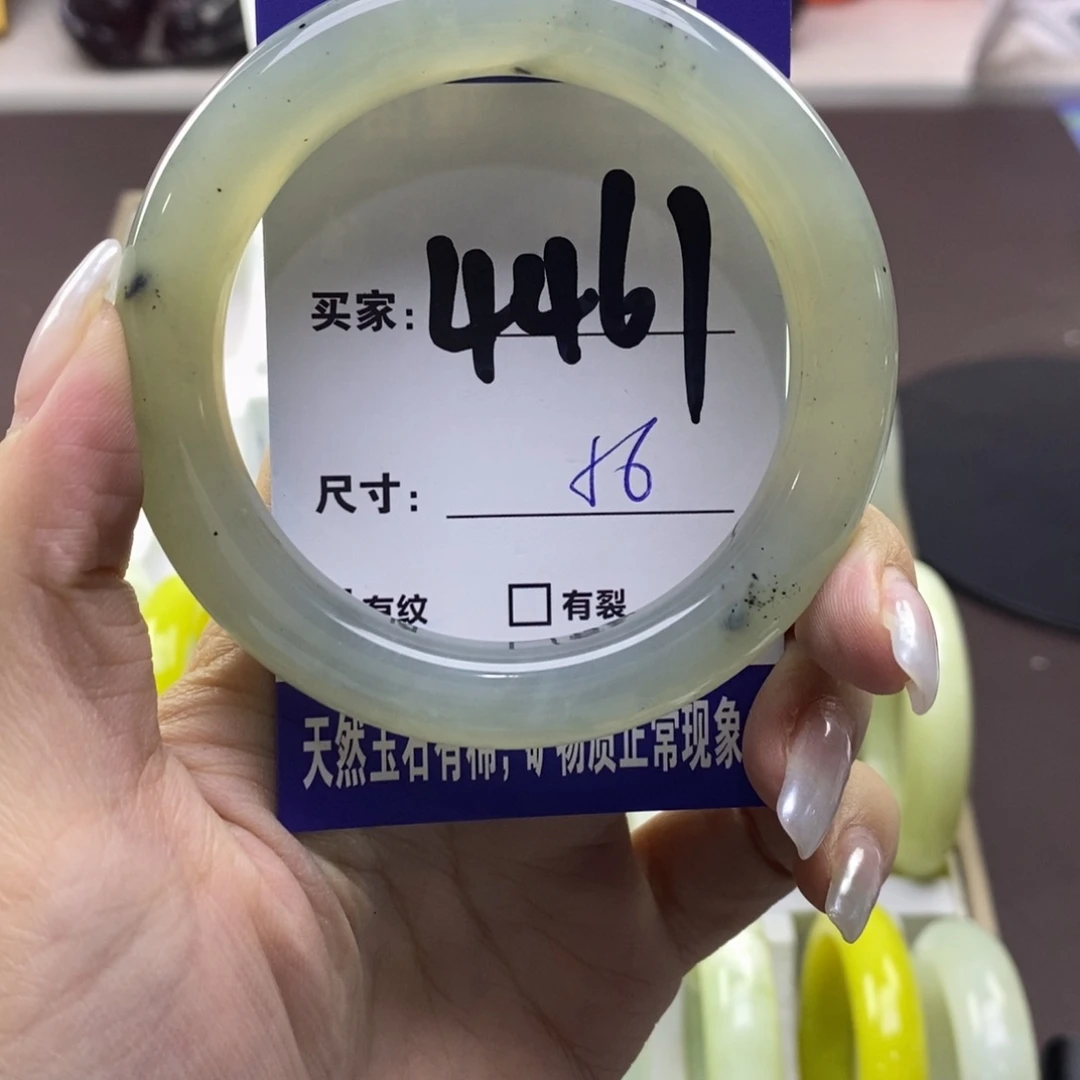 买家: 4461
尺寸: 56
有纹 □有裂
天然玉石有棉，矿物质正常现象